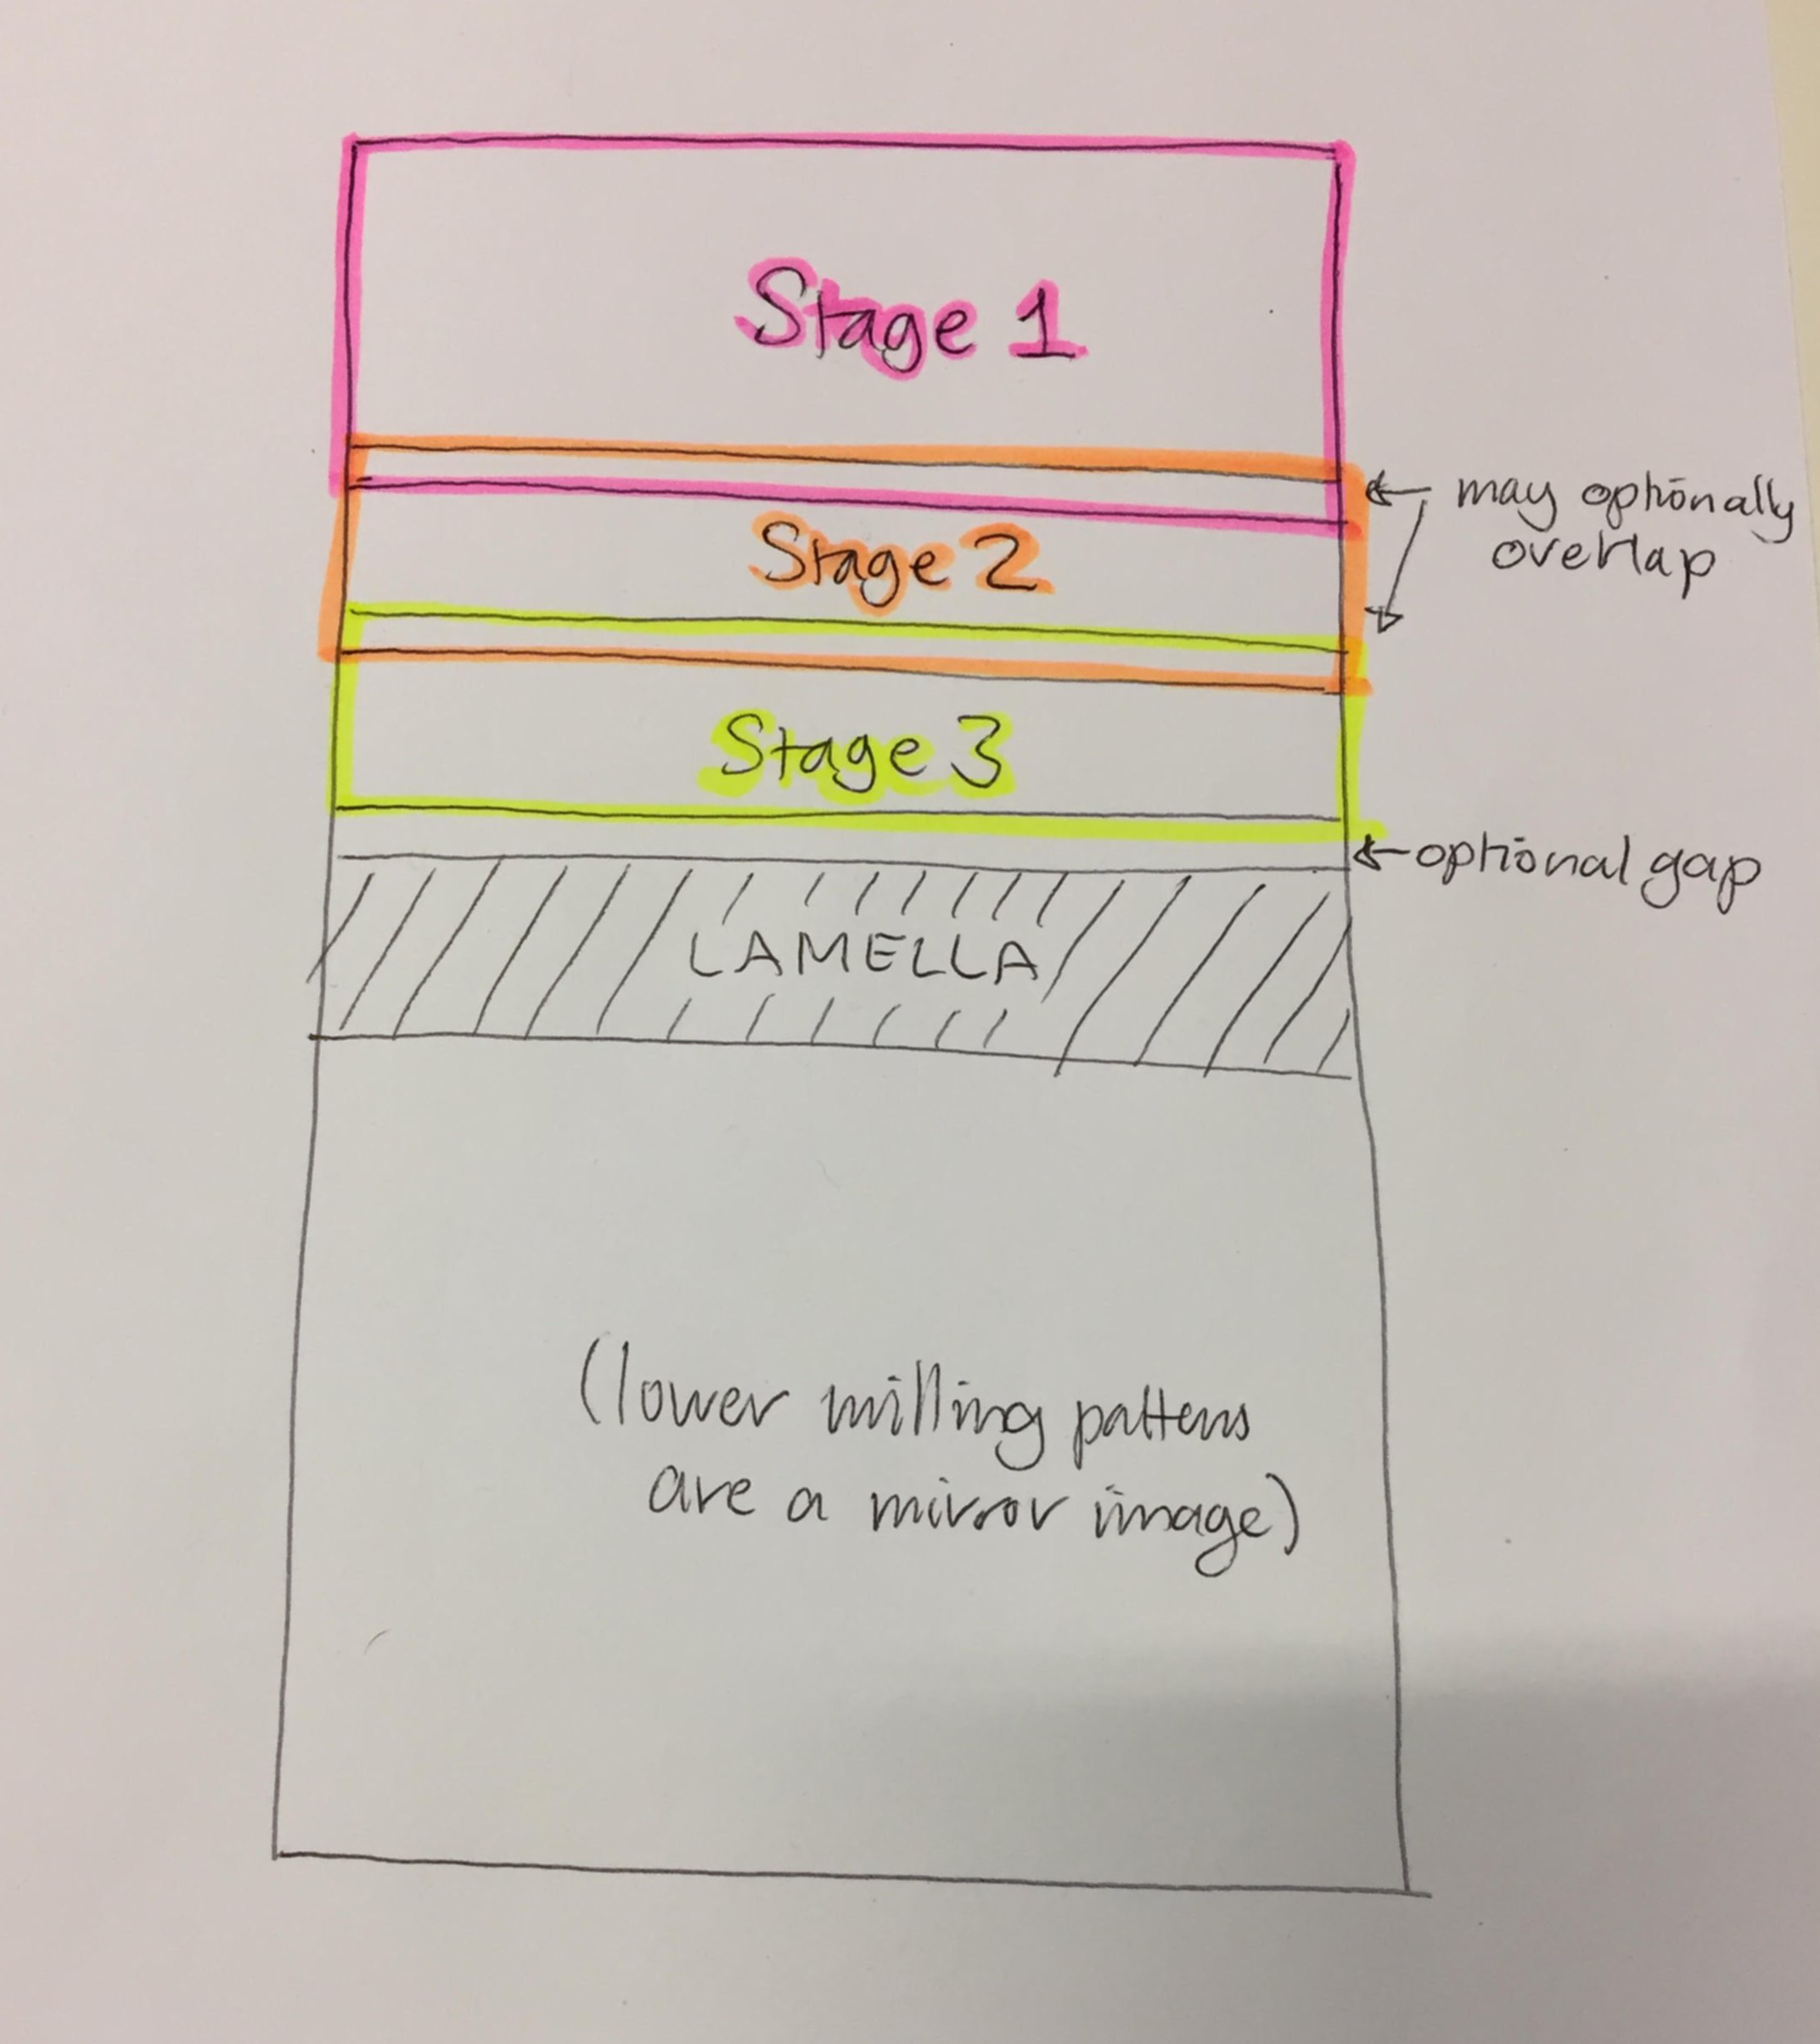 Stage 1
may optionally
overlap
Stage 2
Stage 3
optional gap
LAMELLA
(lower milling patterns
are a mirror image)